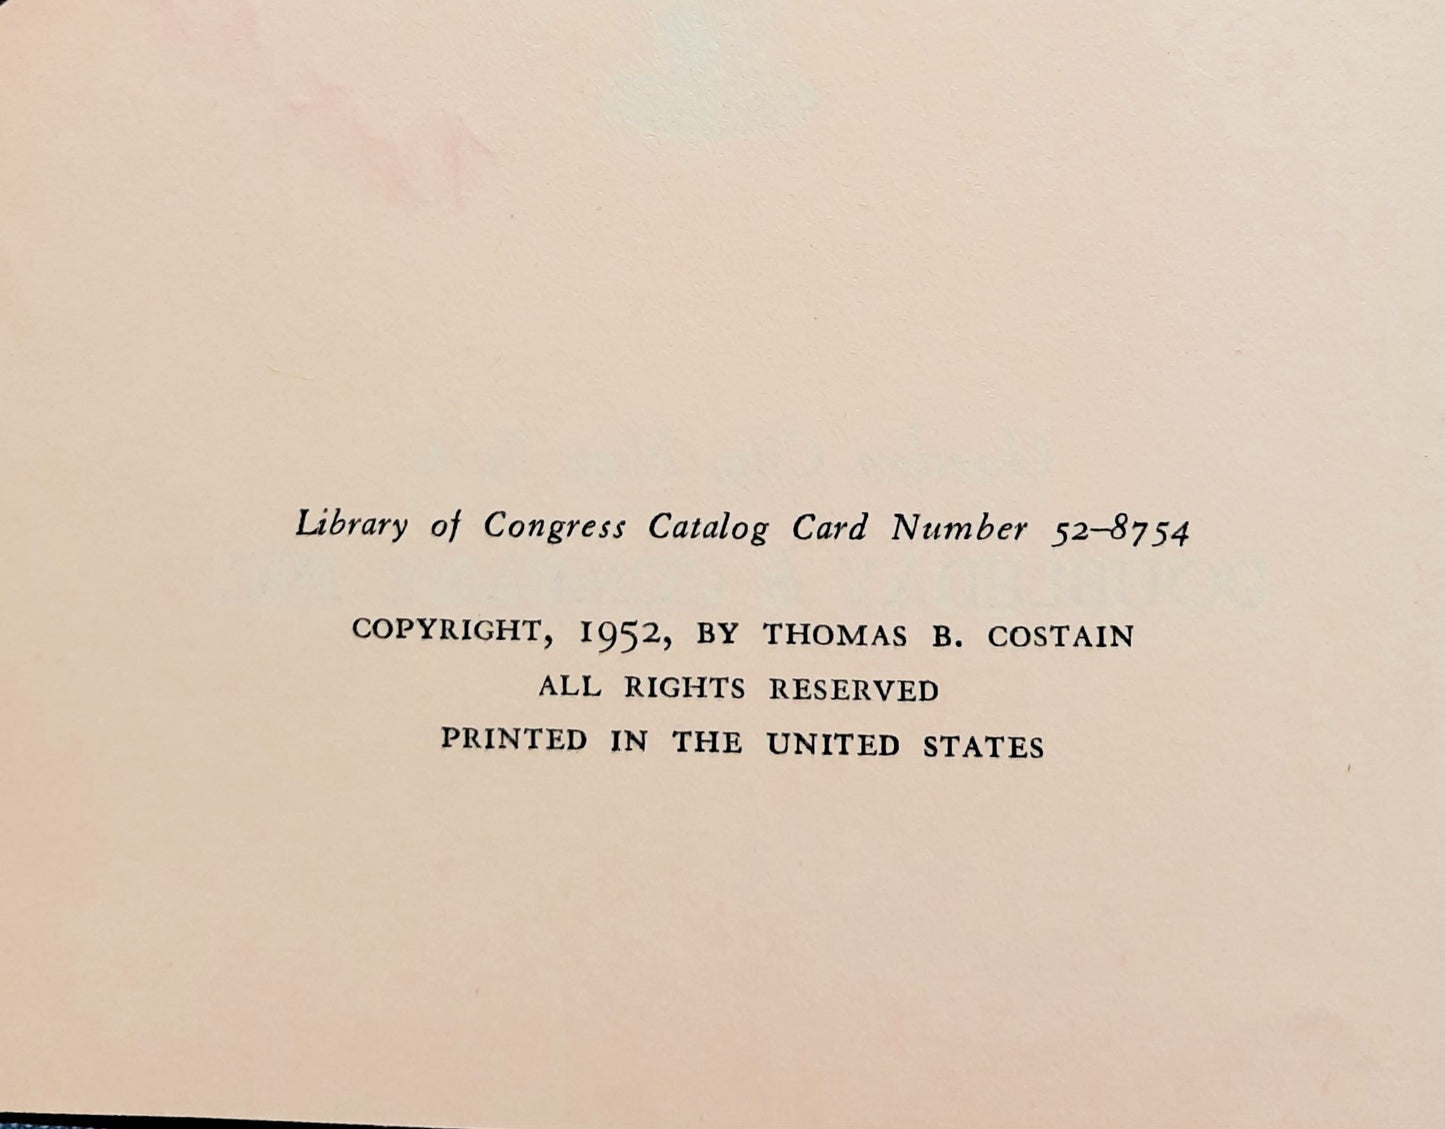 Library of Congress Catalog Card Number 52–8754
COPYRIGHT, 1952, BY THOMAS B. COSTAIN
ALL RIGHTS RESERVED
PRINTED IN THE UNITED STATES